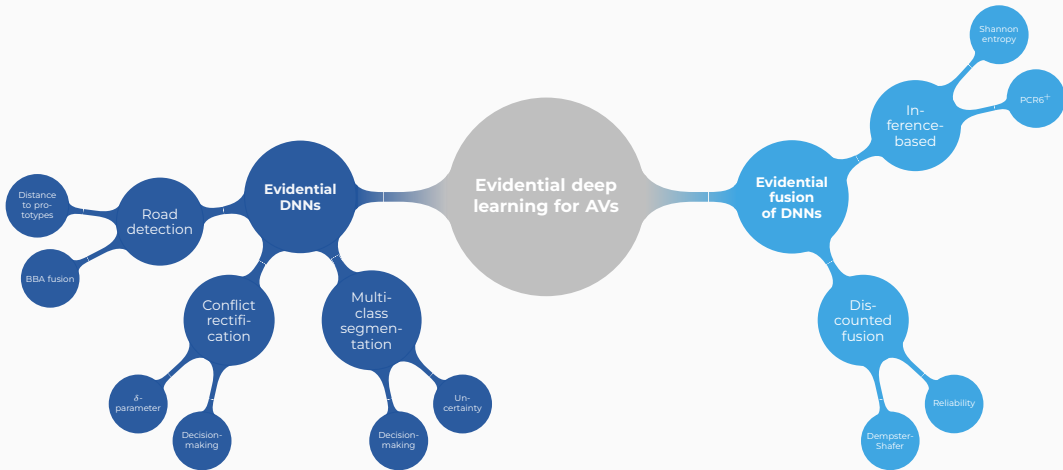 Evidential deep
learning for AVs
Evidential
DNNs
Road
detection
Distance
to pro-
totypes
BBA fusion
Conflict
rectifi-
cation
δ-
parameter
Decision-
making
Multi-
class
segmen-
tation
Decision-
making
Un-
certainty
Evidential
fusion
of DNNs
In-
ference-
based
Shannon
entropy
PCR6⁺
Dis-
counted
fusion
Dempster-
Shafer
Reliability